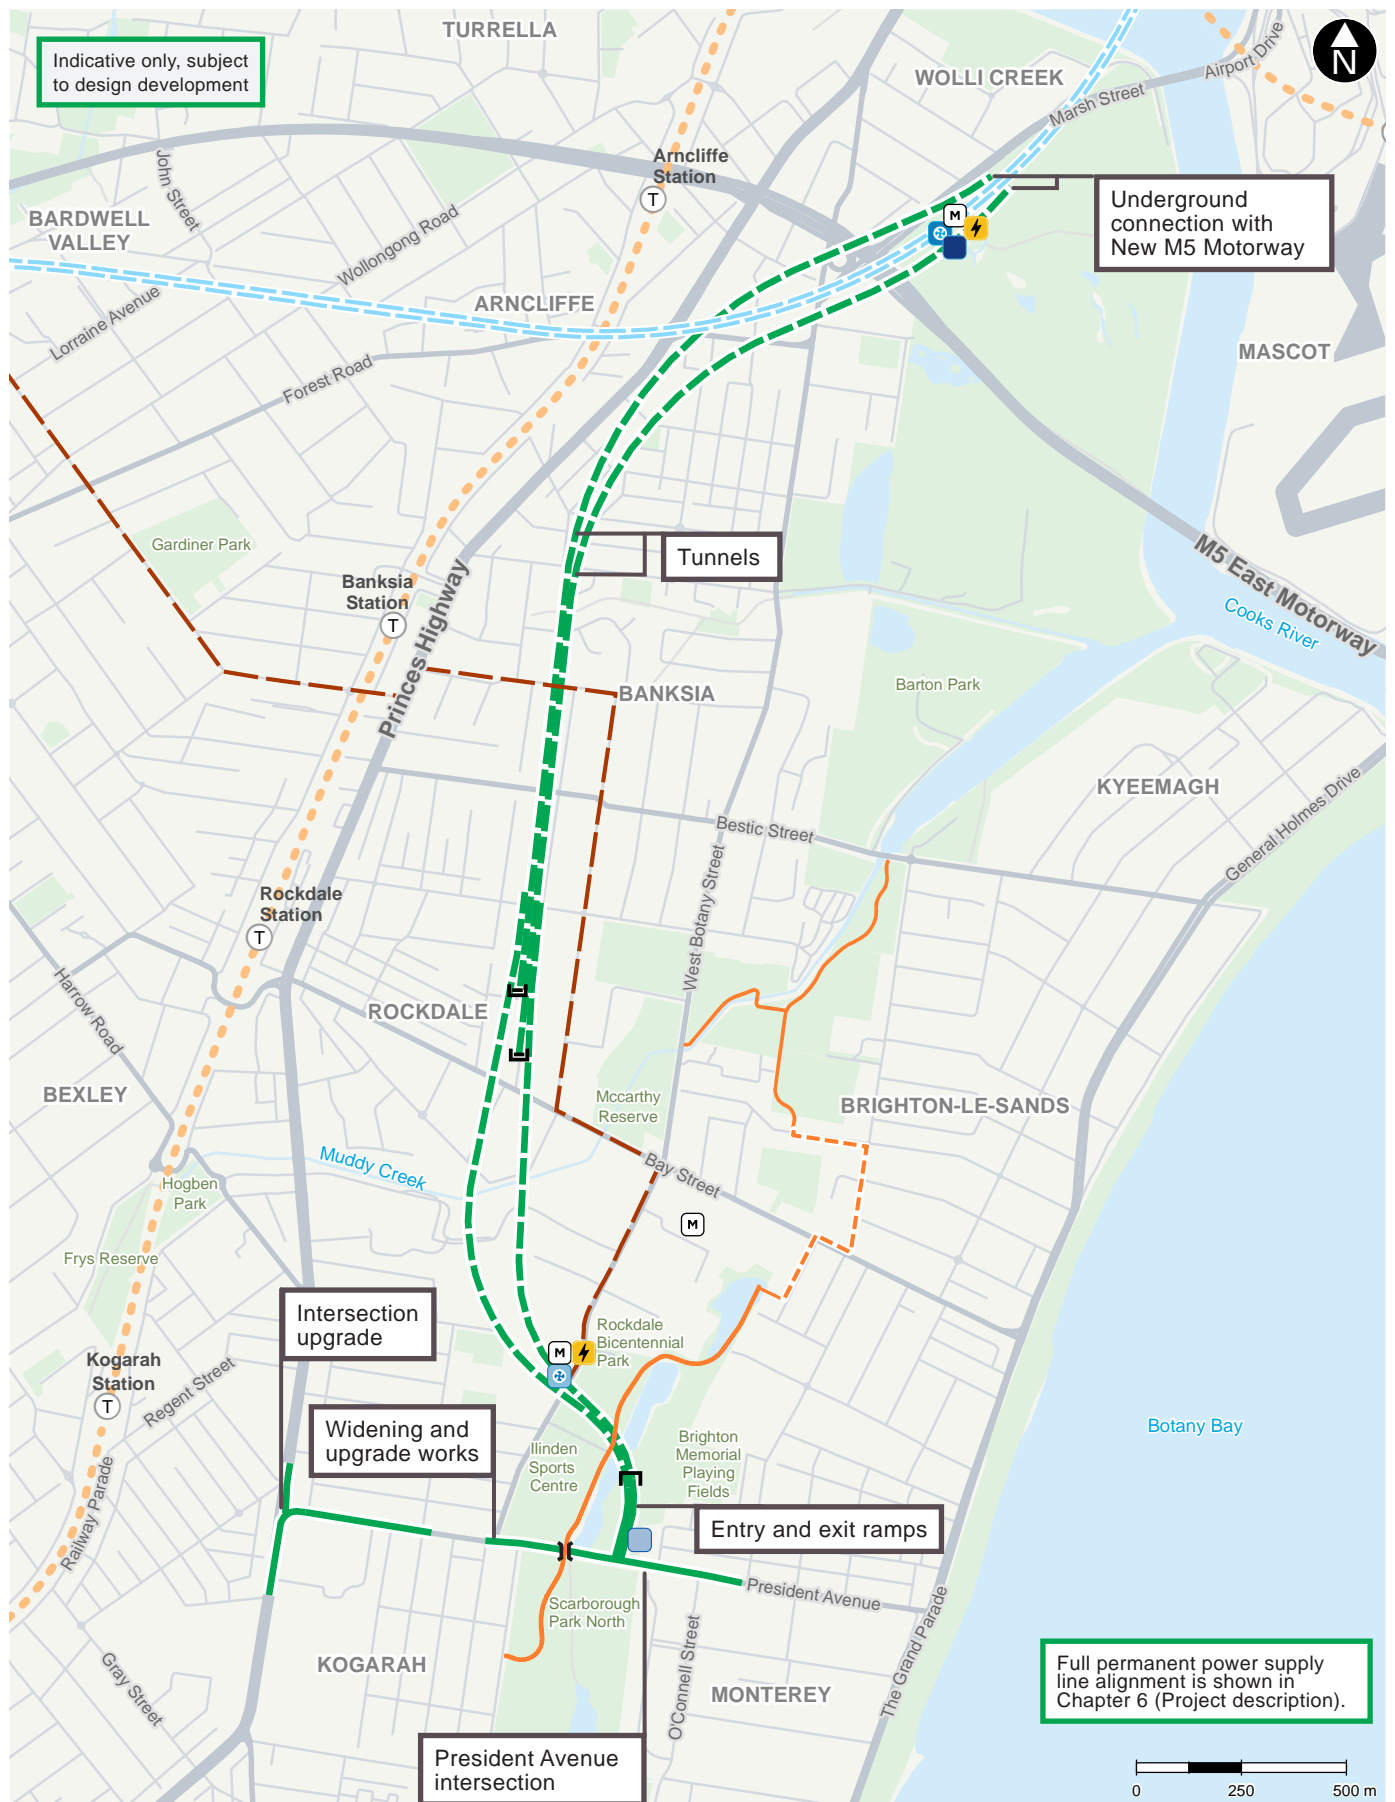 TURRELLA
Indicative only, subject
to design development
WOLLI CREEK
Airport Drive
N
Marsh Street
John Street
Arncliffe
Station
T
BARDWELL
VALLEY
Wollongong Road
M
Underground
connection with
New M5 Motorway
ARNCLIFFE
Lorraine Avenue
Forest Road
MASCOT
Gardiner Park
Tunnels
M5 East Motorway
Banksia
Station
T
Princes Highway
Cooks River
BANKSIA
Barton Park
KYEEMAGH
General Holmes Drive
Bestic Street
Rockdale
Station
T
West Botany Street
Harrow Road
ROCKDALE
BEXLEY
Mccarthy
Reserve
BRIGHTON-LE-SANDS
Muddy Creek
Bay Street
Hogben
Park
M
Frys Reserve
Intersection
upgrade
Rockdale
Bicentennial
Park
M
Kogarah
Station
T
Regent Street
Widening and
upgrade works
Ilinden
Sports
Centre
Brighton
Memorial
Playing
Fields
Botany Bay
Railway Parade
Entry and exit ramps
President Avenue
Scarborough
Park North
The Grand Parade
O'Connell Street
KOGARAH
Gray Street
MONTEREY
Full permanent power supply
line alignment is shown in
Chapter 6 (Project description).
President Avenue
intersection
0 250 500 m